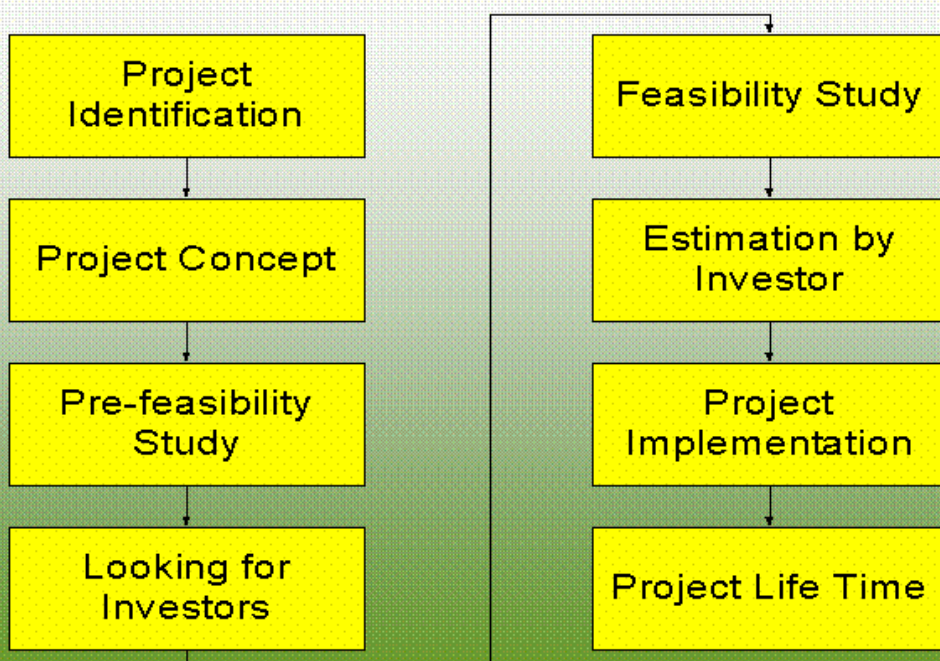 Project
Identification
Project Concept
Pre-feasibility
Study
Looking for
Investors
Feasibility Study
Estimation by
Investor
Project
Implementation
Project Life Time